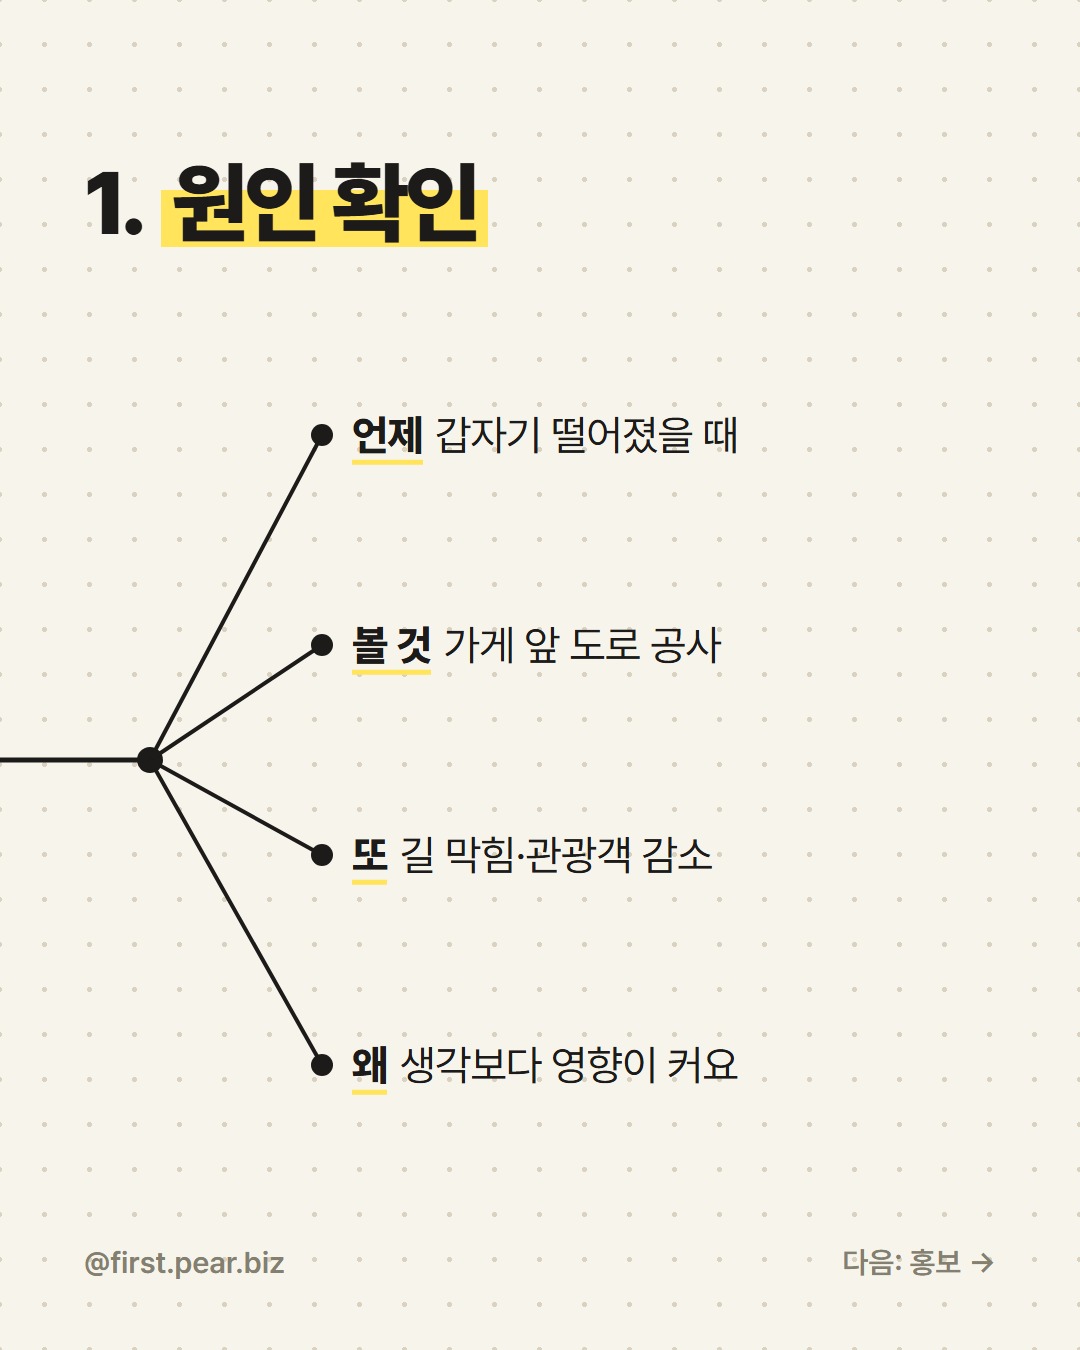 1. 원인 확인
언제 갑자기 떨어졌을 때
볼 것 가게 앞 도로 공사
또 길 막힘·관광객 감소
왜 생각보다 영향이 커요
@first.pear.biz
다음: 홍보 →